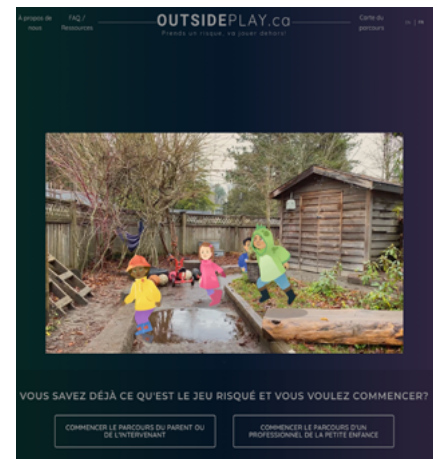 À propos de nous
FAQ / Ressources
OUTSIDEPLAY.ca
Prends un risque, va jouer dehors!
Carte du parcours
EN | FR
VOUS SAVEZ DÉJÀ CE QU'EST LE JEU RISQUÉ ET VOUS VOULEZ COMMENCER?
COMMENCER LE PARCOURS DU PARENT OU
DE L'INTERVENANT
COMMENCER LE PARCOURS D'UN
PROFESSIONNEL DE LA PETITE ENFANCE